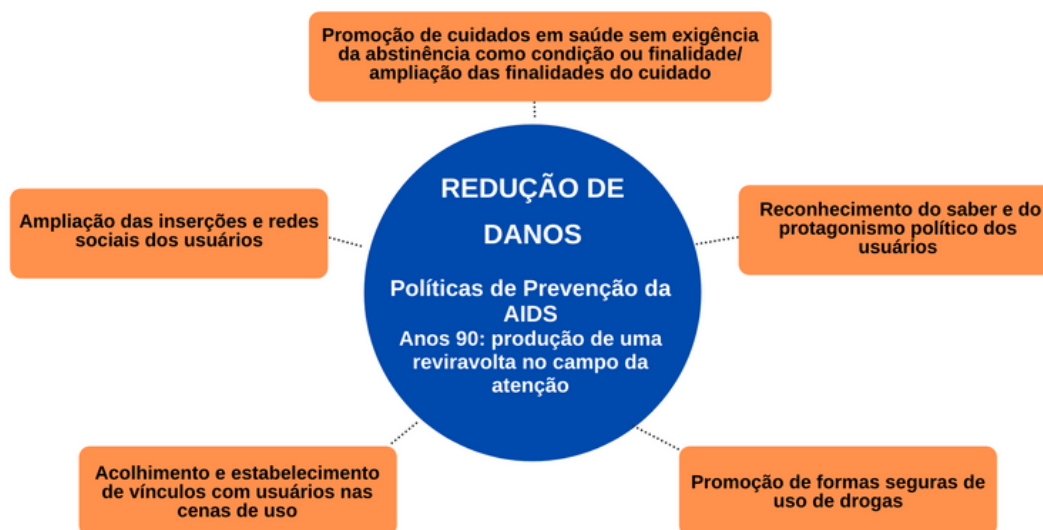 Promoção de cuidados em saúde sem exigência
da abstinência como condição ou finalidade/
ampliação das finalidades do cuidado
REDUÇÃO DE
DANOS
Políticas de Prevenção da
AIDS
Anos 90: produção de uma
reviravolta no campo da
atenção
Ampliação das inserções e redes
sociais dos usuários
Reconhecimento do saber e do
protagonismo político dos
usuários
Acolhimento e estabelecimento
de vínculos com usuários nas
cenas de uso
Promoção de formas seguras de
uso de drogas